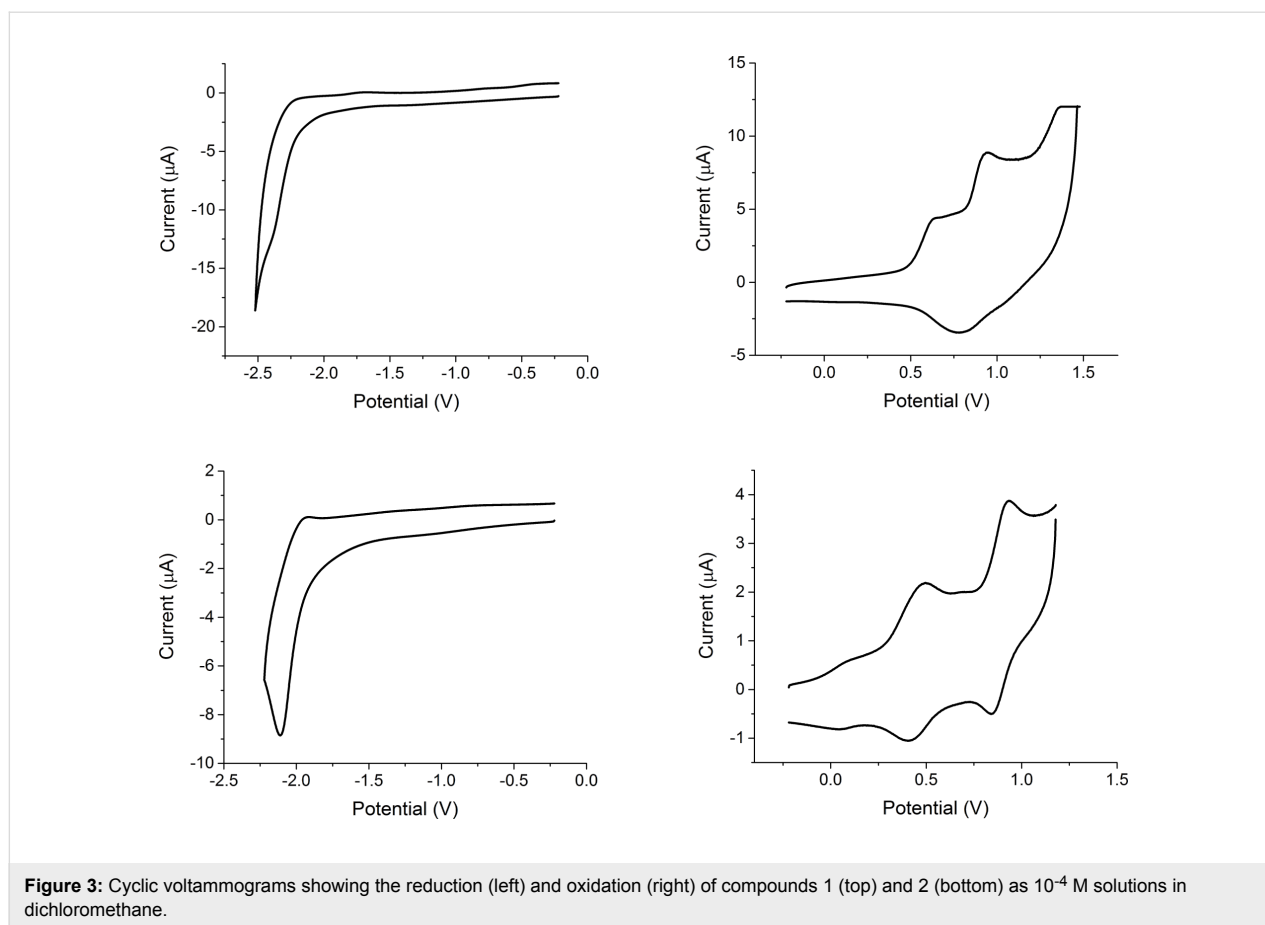 0
-5
-10
-15
-20
Current (μA)
-2.5 -2.0 -1.5 -1.0 -0.5 0.0
Potential (V)
15
10
5
0
-5
Current (μA)
0.0 0.5 1.0 1.5
Potential (V)
2
0
-2
-4
-6
-8
-10
Current (μA)
-2.5 -2.0 -1.5 -1.0 -0.5 0.0
Potential (V)
4
3
2
1
0
-1
Current (μA)
0.0 0.5 1.0 1.5
Potential (V)
Figure 3: Cyclic voltammograms showing the reduction (left) and oxidation (right) of compounds 1 (top) and 2 (bottom) as 10⁻⁴ M solutions in
dichloromethane.